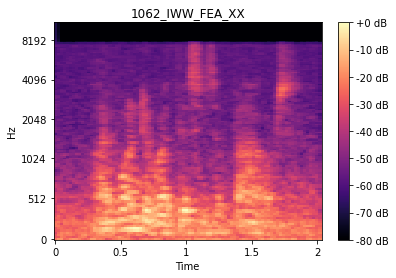 1062_IWW_FEA_XX
8192
4096
2048
1024
512
0
Hz
0
0.5
1
1.5
2
Time
+0 dB
-10 dB
-20 dB
-30 dB
-40 dB
-50 dB
-60 dB
-70 dB
-80 dB